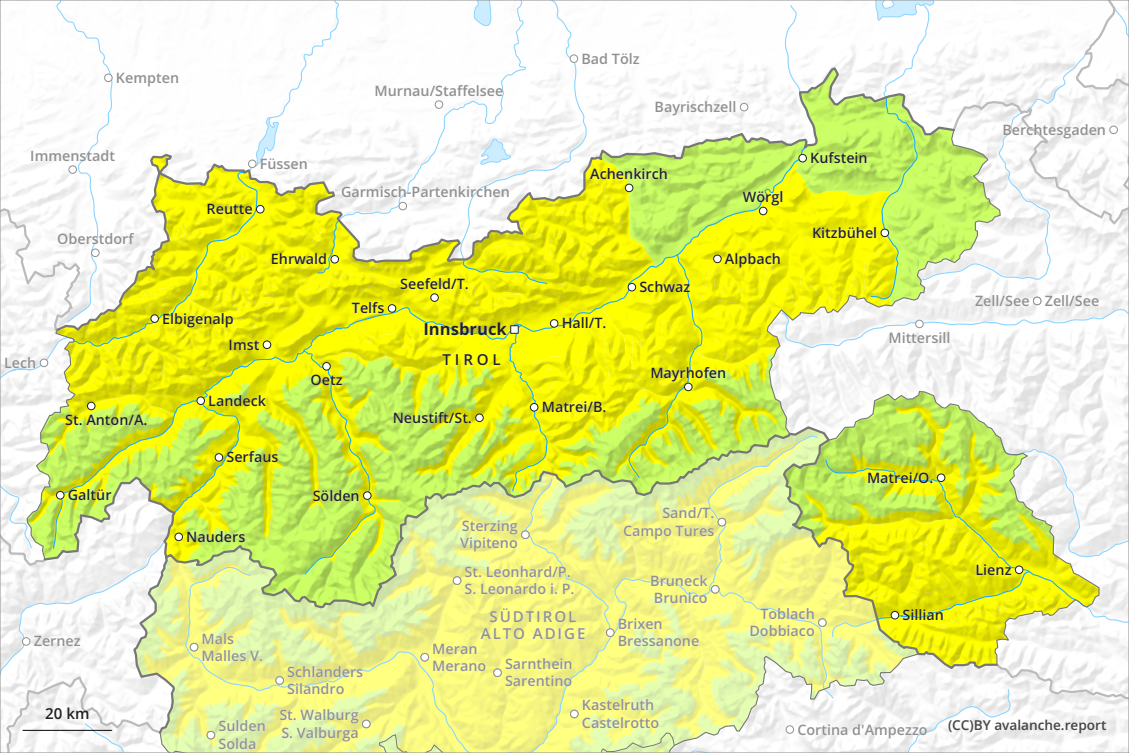 Kempten
Bad Tölz
Murnau/Staffelsee
Bayrischzell
Berchtesgaden
Immenstadt
Füssen
Kufstein
Achenkirch
Garmisch-Partenkirchen
Reutte
Wörgl
Oberstdorf
Kitzbühel
Ehrwald
Alpbach
Seefeld/T.
Schwaz
Zell/See
Zell/See
Telfs
Elbigenalp
Innsbruck
Hall/T.
Mittersill
Imst
TIROL
Lech
Oetz
Mayrhofen
Landeck
Matrei/B.
St. Anton/A.
Neustift/St.
Serfaus
Matrei/O.
Galtür
Sölden
Sand/T.
Campo Tures
Sterzing
Vipiteno
Nauders
Lienz
St. Leonhard/P.
S. Leonardo i. P.
Bruneck
Brunico
SÜDTIROL
ALTO ADIGE
Toblach
Dobbiaco
Sillian
Brixen
Bressanone
Zernez
Mals
Malles V.
Meran
Merano
Sarnthein
Sarentino
Schlanders
Silandro
Kastelruth
Castelrotto
20 km
St. Walburg
S. Valburga
Sulden
Solda
Cortina d'Ampezzo
(CC)BY avalanche.report